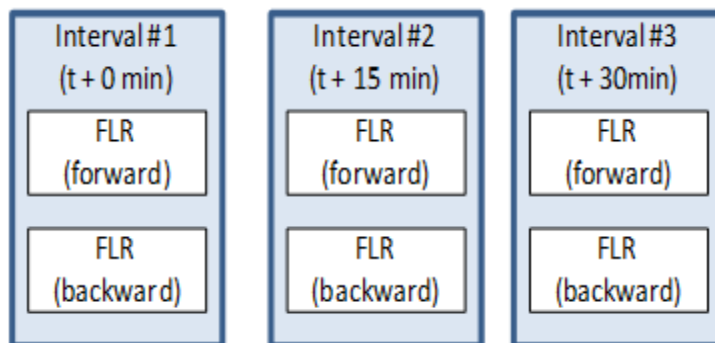 Interval #1
(t + 0 min)
FLR
(forward)
FLR
(backward)
Interval #2
(t + 15 min)
FLR
(forward)
FLR
(backward)
Interval #3
(t + 30min)
FLR
(forward)
FLR
(backward)